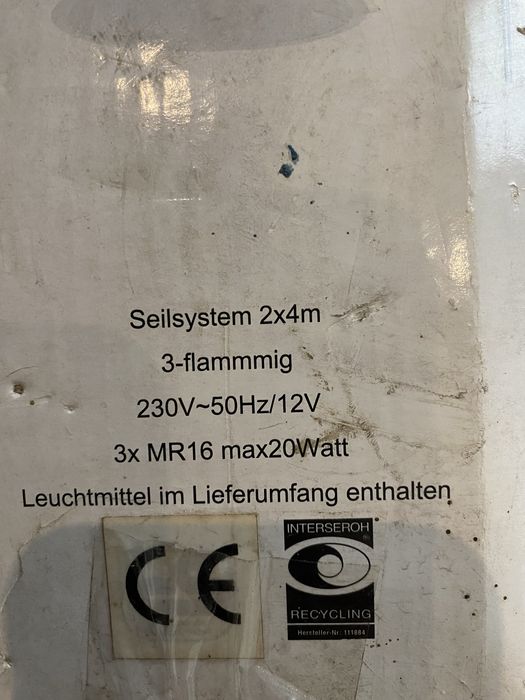 Seilsystem 2x4m
3-flammmig
230V~50Hz/12V
3x MR16 max20Watt
Leuchtmittel im Lieferumfang enthalten
CE
INTERSEROH
®
RECYCLING
Hersteller-Nr: 111884